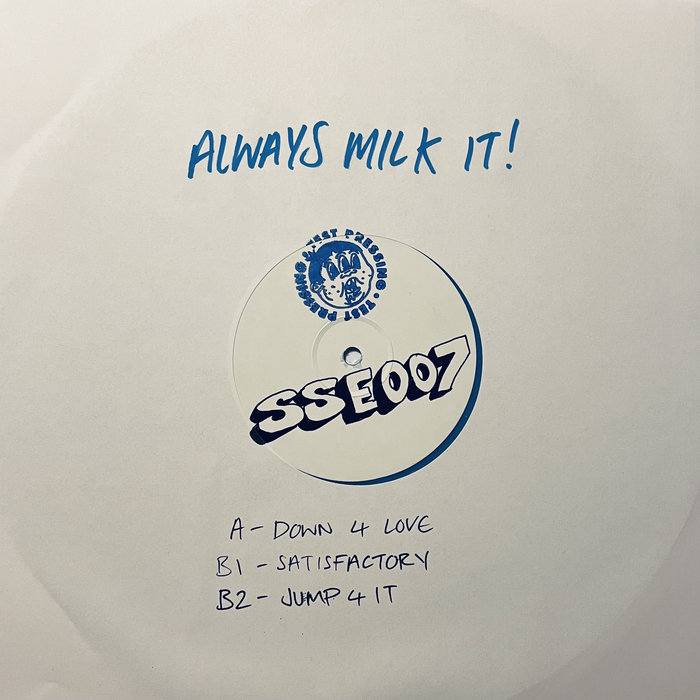 ALWAYS MILK IT!
TEST PRESSING • TEST PRESSING
SSE007
A - DOWN 4 LOVE
B1 - SATISFACTORY
B2 - JUMP 4 IT